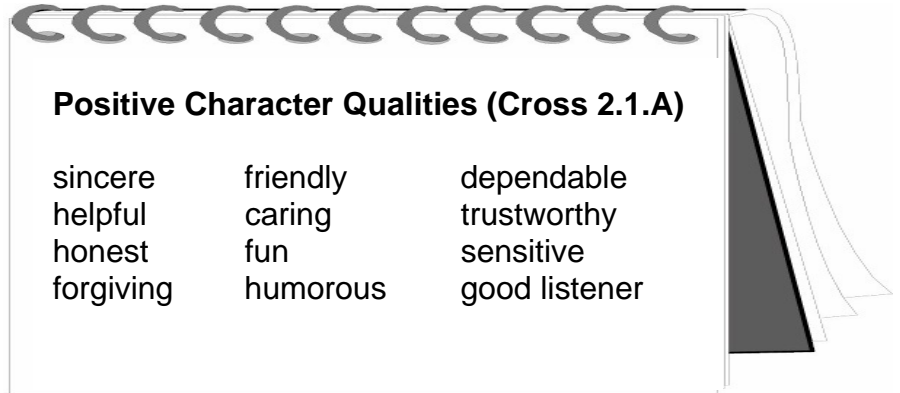 Positive Character Qualities (Cross 2.1.A)
sincere friendly dependable
helpful caring trustworthy
honest fun sensitive
forgiving humorous good listener